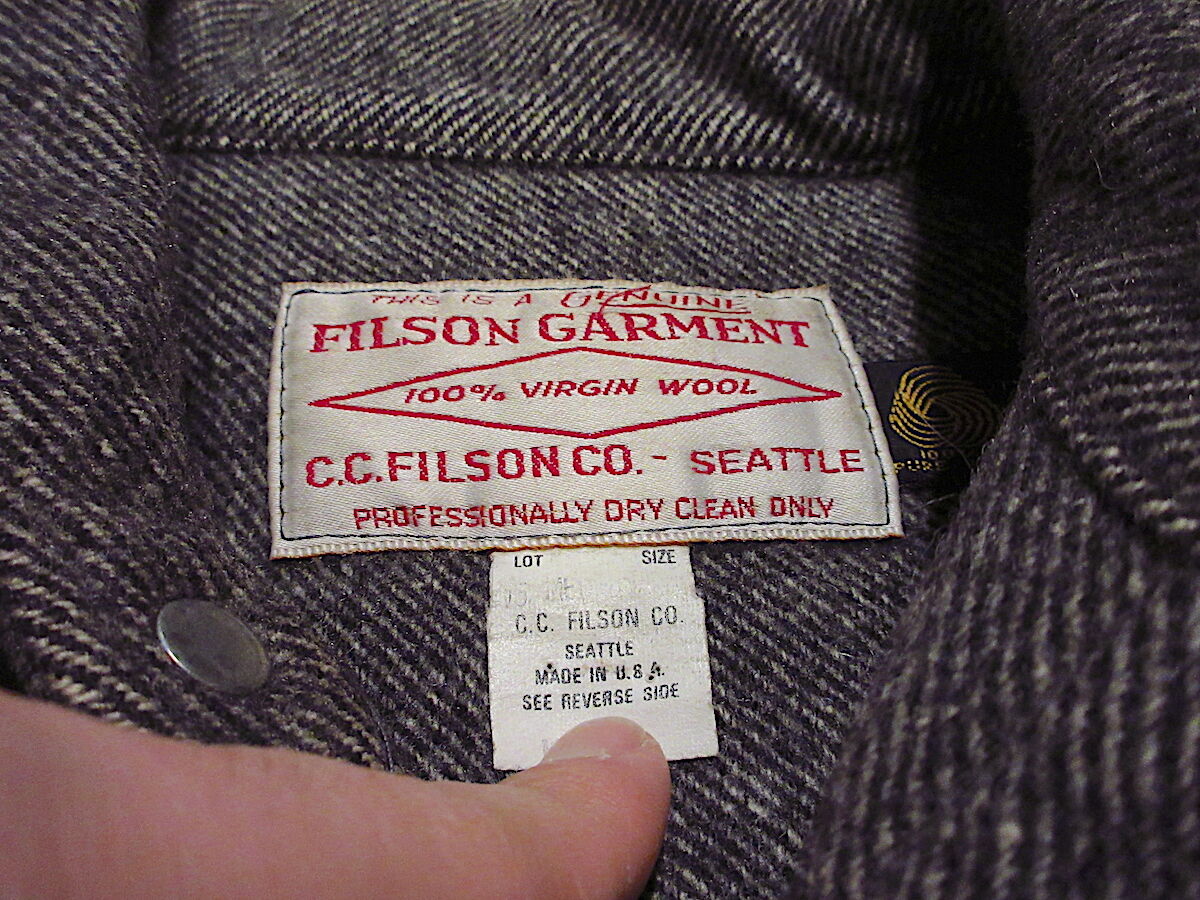 THIS IS A GENUINE
FILSON GARMENT
100% VIRGIN WOOL
C.C.FILSON CO. - SEATTLE
PROFESSIONALLY DRY CLEAN ONLY
PURE
LOT SIZE
C.C. FILSON CO.
SEATTLE
MADE IN U.S.A.
SEE REVERSE SIDE